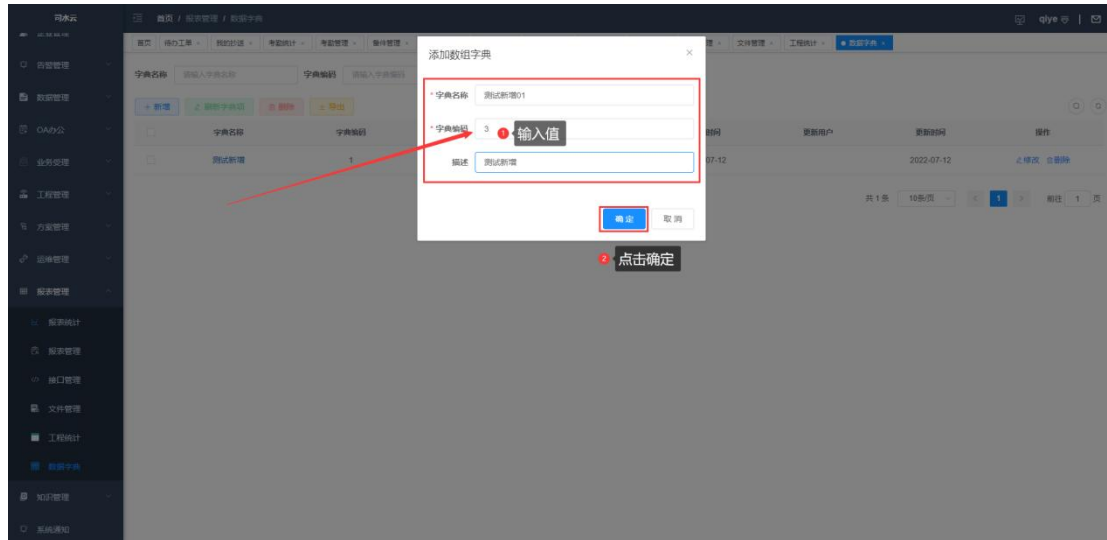 司水云
首页 / 报表管理 / 数据字典
qiye
首页 待办工单 × 我的抄送 × 考勤统计 × 考勤管理 × 备件管理 × 文件管理 × 工程统计 × 数据字典 ×
告警管理
数据管理
OA办公
业务受理
工程管理
方案管理
运维管理
报表管理
报表统计
报表管理
接口管理
文件管理
工程统计
数据字典
知识管理
系统通知
字典名称 请输入字典名称 字典编码 请输入字典编码
+ 新增 删除 导出
字典名称 字典编码 更新用户 更新时间 操作
测试新增 1 07-12 2022-07-12 修改 删除
共 1 条 10条/页 < 1 > 前往 1 页
添加数组字典 ×
* 字典名称 测试新增01
* 字典编码 3
1 输入值
描述 测试新增
确定 取消
2 点击确定